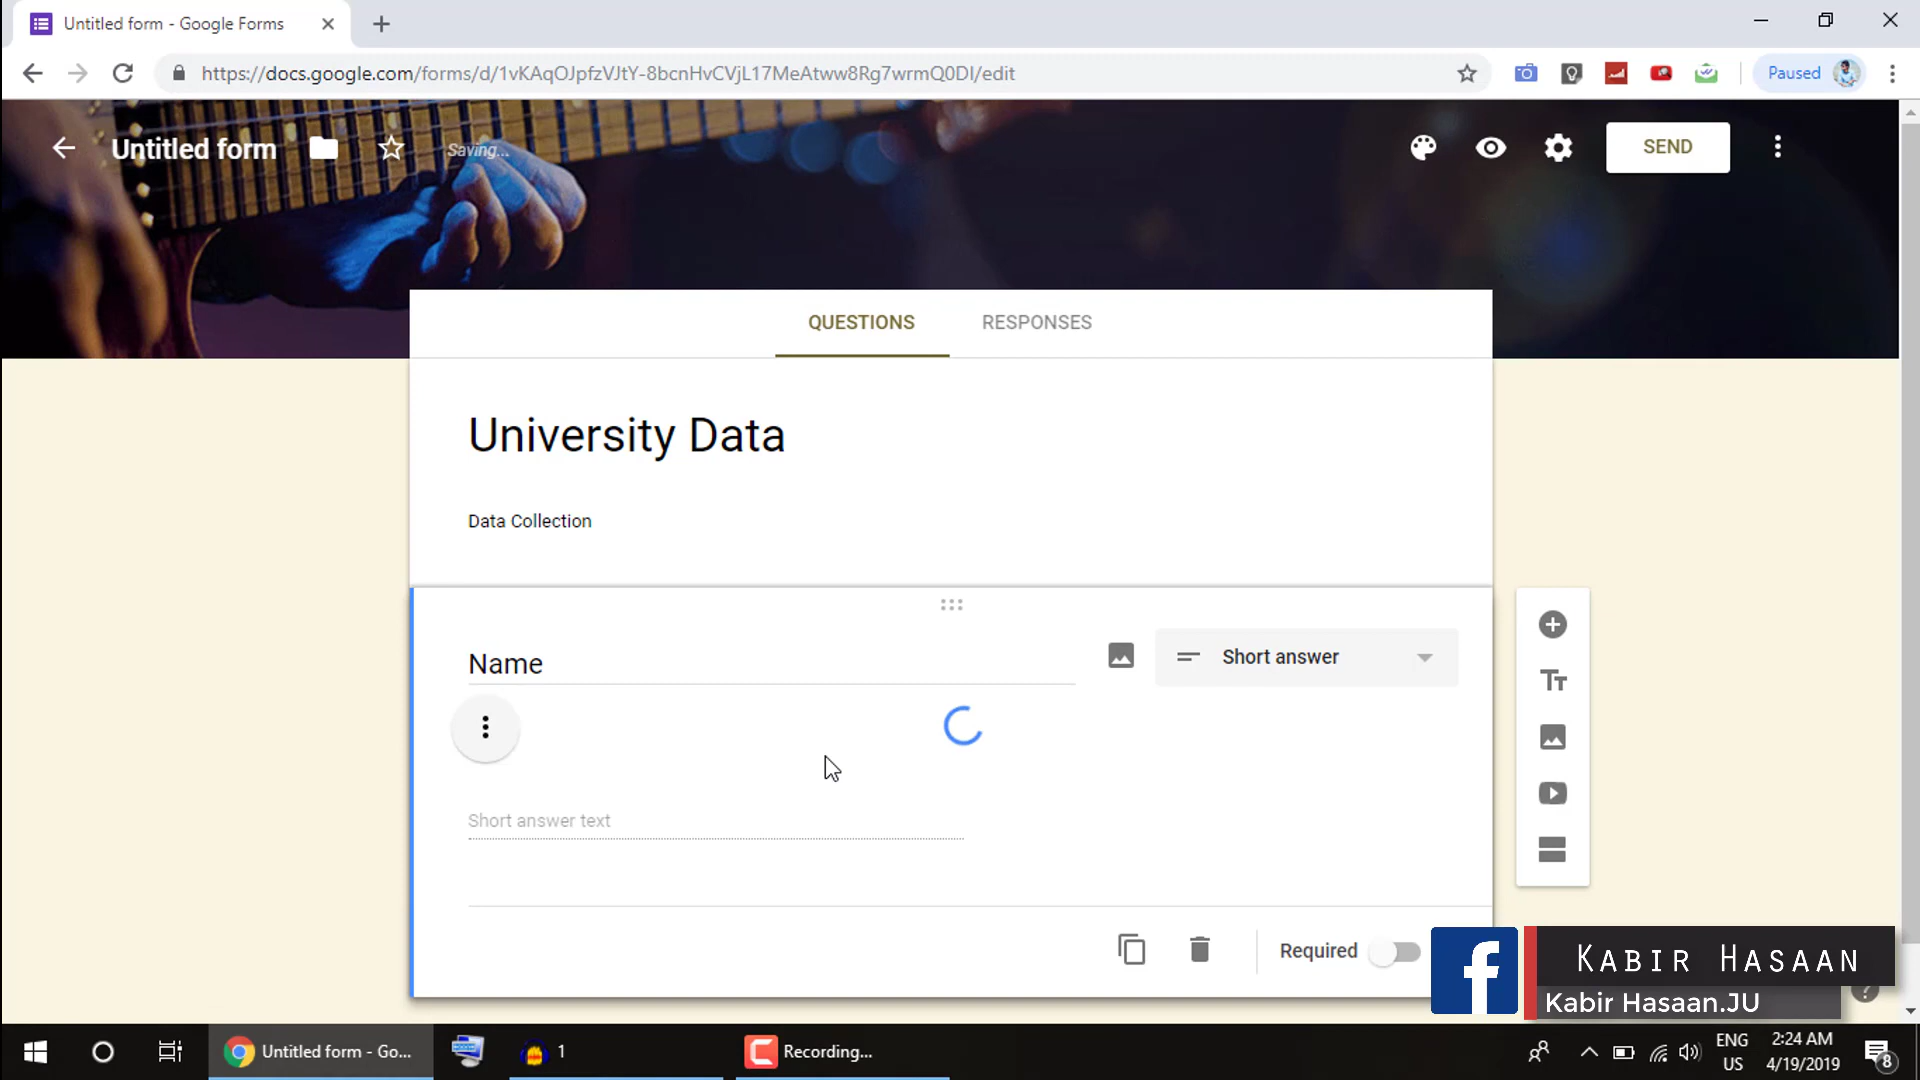 Untitled form - Google Forms
https://docs.google.com/forms/d/1vKAqOJpfzVJtY-8bcnHvCVjL17MeAtww8Rg7wrmQ0DI/edit
Paused
Untitled form
Saving...
SEND
QUESTIONS
RESPONSES
University Data
Data Collection
Name
Short answer
Short answer text
Required
KABIR HASAAN
Kabir Hasaan.JU
Untitled form - Go...
1
Recording...
ENG
US
2:24 AM
4/19/2019
8